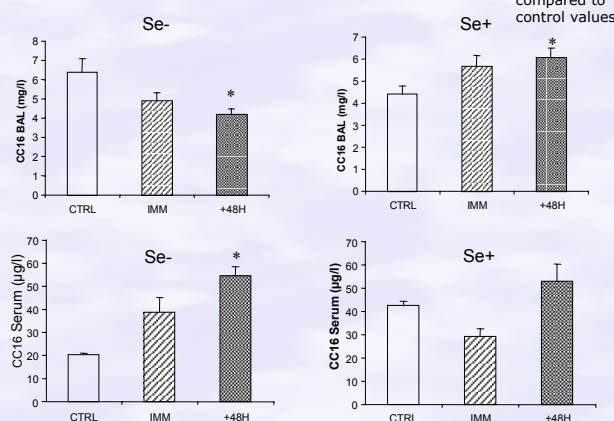 compared to
control values
Se-
CC16 BAL (mg/l)
8
7
6
5
4
3
2
1
0
*
CTRL IMM +48H
Se+
CC16 BAL (mg/l)
7
6
5
4
3
2
1
0
*
CTRL IMM +48H
Se-
CC16 Serum (µg/l)
70
60
50
40
30
20
10
0
*
CTRL IMM +48H
Se+
CC16 Serum (µg/l)
70
60
50
40
30
20
10
0
CTRL IMM +48H